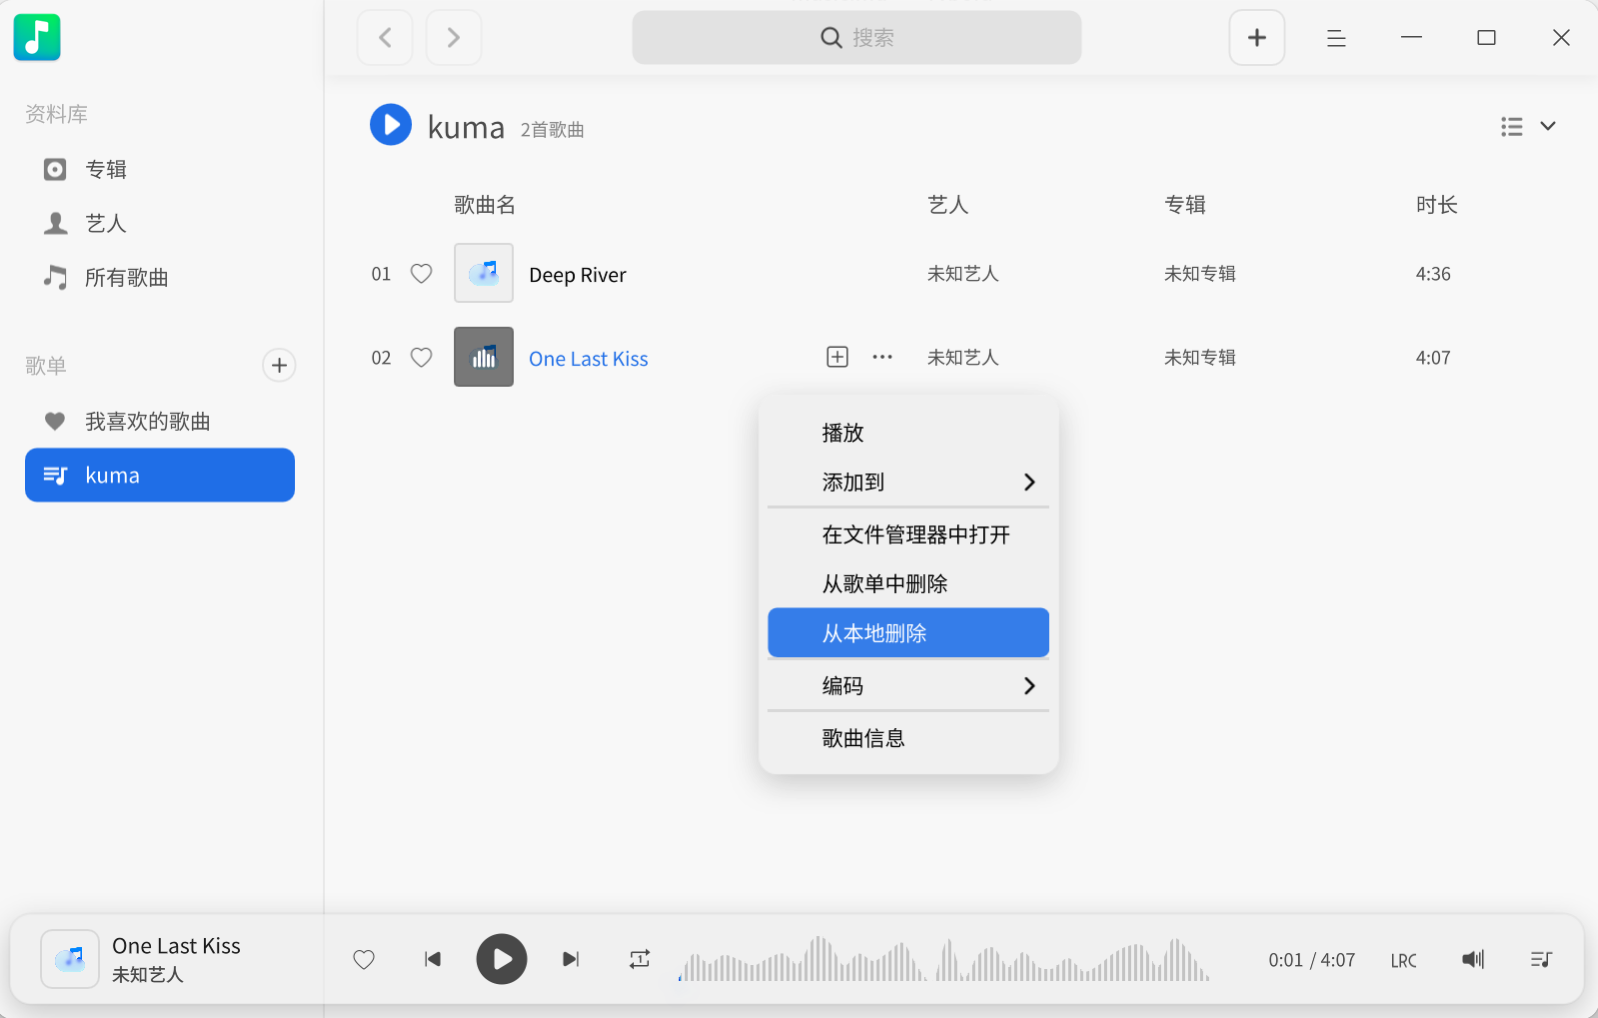 搜索
资料库
专辑
艺人
所有歌曲
歌单
我喜欢的歌曲
kuma
kuma 2首歌曲
歌曲名 艺人 专辑 时长
01 Deep River 未知艺人 未知专辑 4:36
02 One Last Kiss 未知艺人 未知专辑 4:07
播放
添加到
在文件管理器中打开
从歌单中删除
从本地删除
编码
歌曲信息
One Last Kiss
未知艺人
0:01 / 4:07 LRC